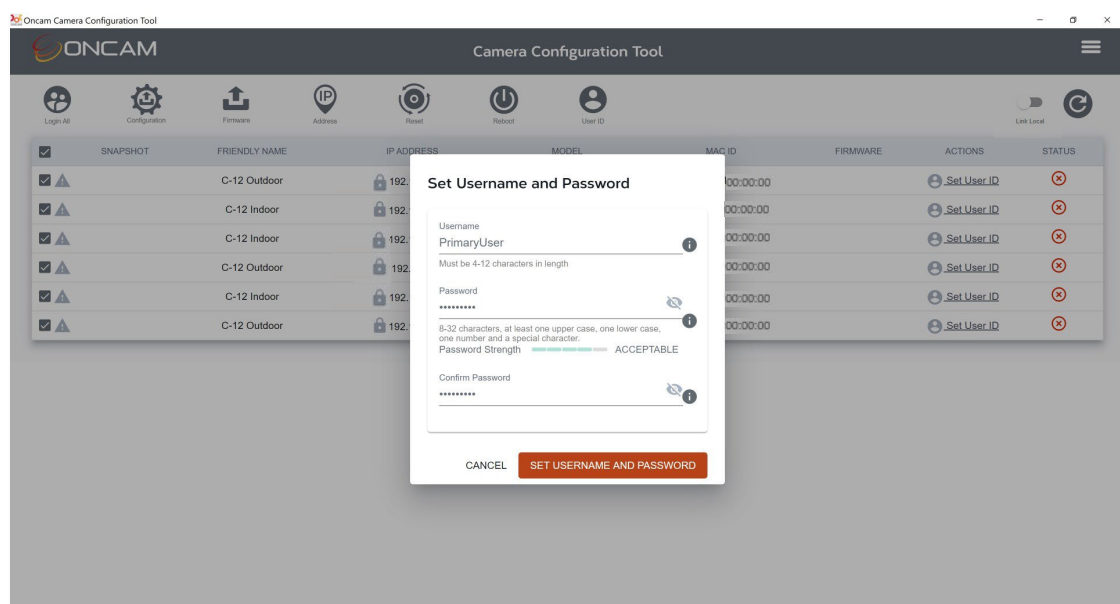 Oncam Camera Configuration Tool
ONCAM
Camera Configuration Tool
Login All
Configuration
Firmware
IP
Address
Reset
Reboot
User ID
Link Local
SNAPSHOT FRIENDLY NAME IP ADDRESS MODEL MAC ID FIRMWARE ACTIONS STATUS
C-12 Outdoor 192. 00:00:00 Set User ID
C-12 Indoor 192. 00:00:00 Set User ID
C-12 Indoor 192. 00:00:00 Set User ID
C-12 Outdoor 192. 00:00:00 Set User ID
C-12 Indoor 192. 00:00:00 Set User ID
C-12 Outdoor 192. 00:00:00 Set User ID
Set Username and Password
Username
PrimaryUser
Must be 4-12 characters in length
Password
•••••••••
8-32 characters, at least one upper case, one lower case,
one number and a special character.
Password Strength ACCEPTABLE
Confirm Password
•••••••••
CANCEL SET USERNAME AND PASSWORD